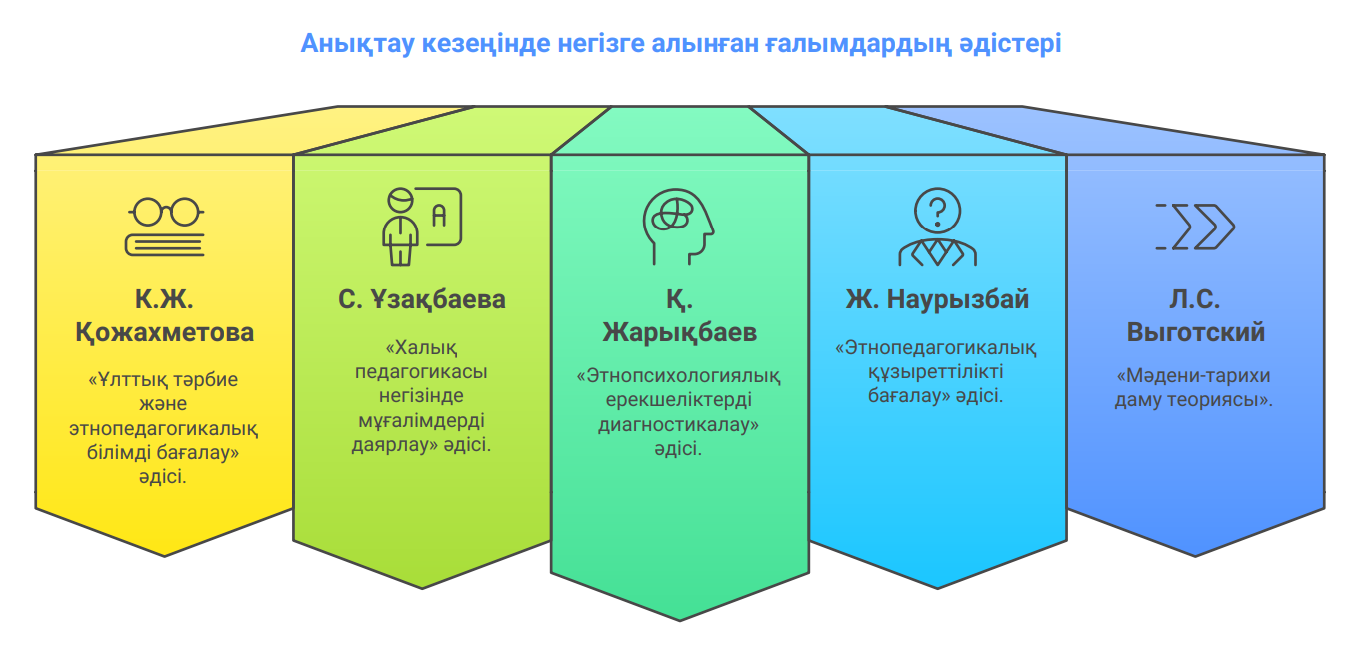 Анықтау кезеңінде негізге алынған ғалымдардың әдістері
К.Ж.
Қожахметова
«Ұлттық тәрбие
және
этнопедагогикалық
білімді бағалау»
әдісі.
С. Ұзақбаева
«Халық
педагогикасы
негізінде
мұғалімдерді
даярлау» әдісі.
Қ.
Жарықбаев
«Этнопсихологиялық
ерекшеліктерді
диагностикалау»
әдісі.
Ж. Наурызбай
«Этнопедагогикалық
құзыреттілікті
бағалау» әдісі.
Л.С.
Выготский
«Мәдени-тарихи
даму теориясы».